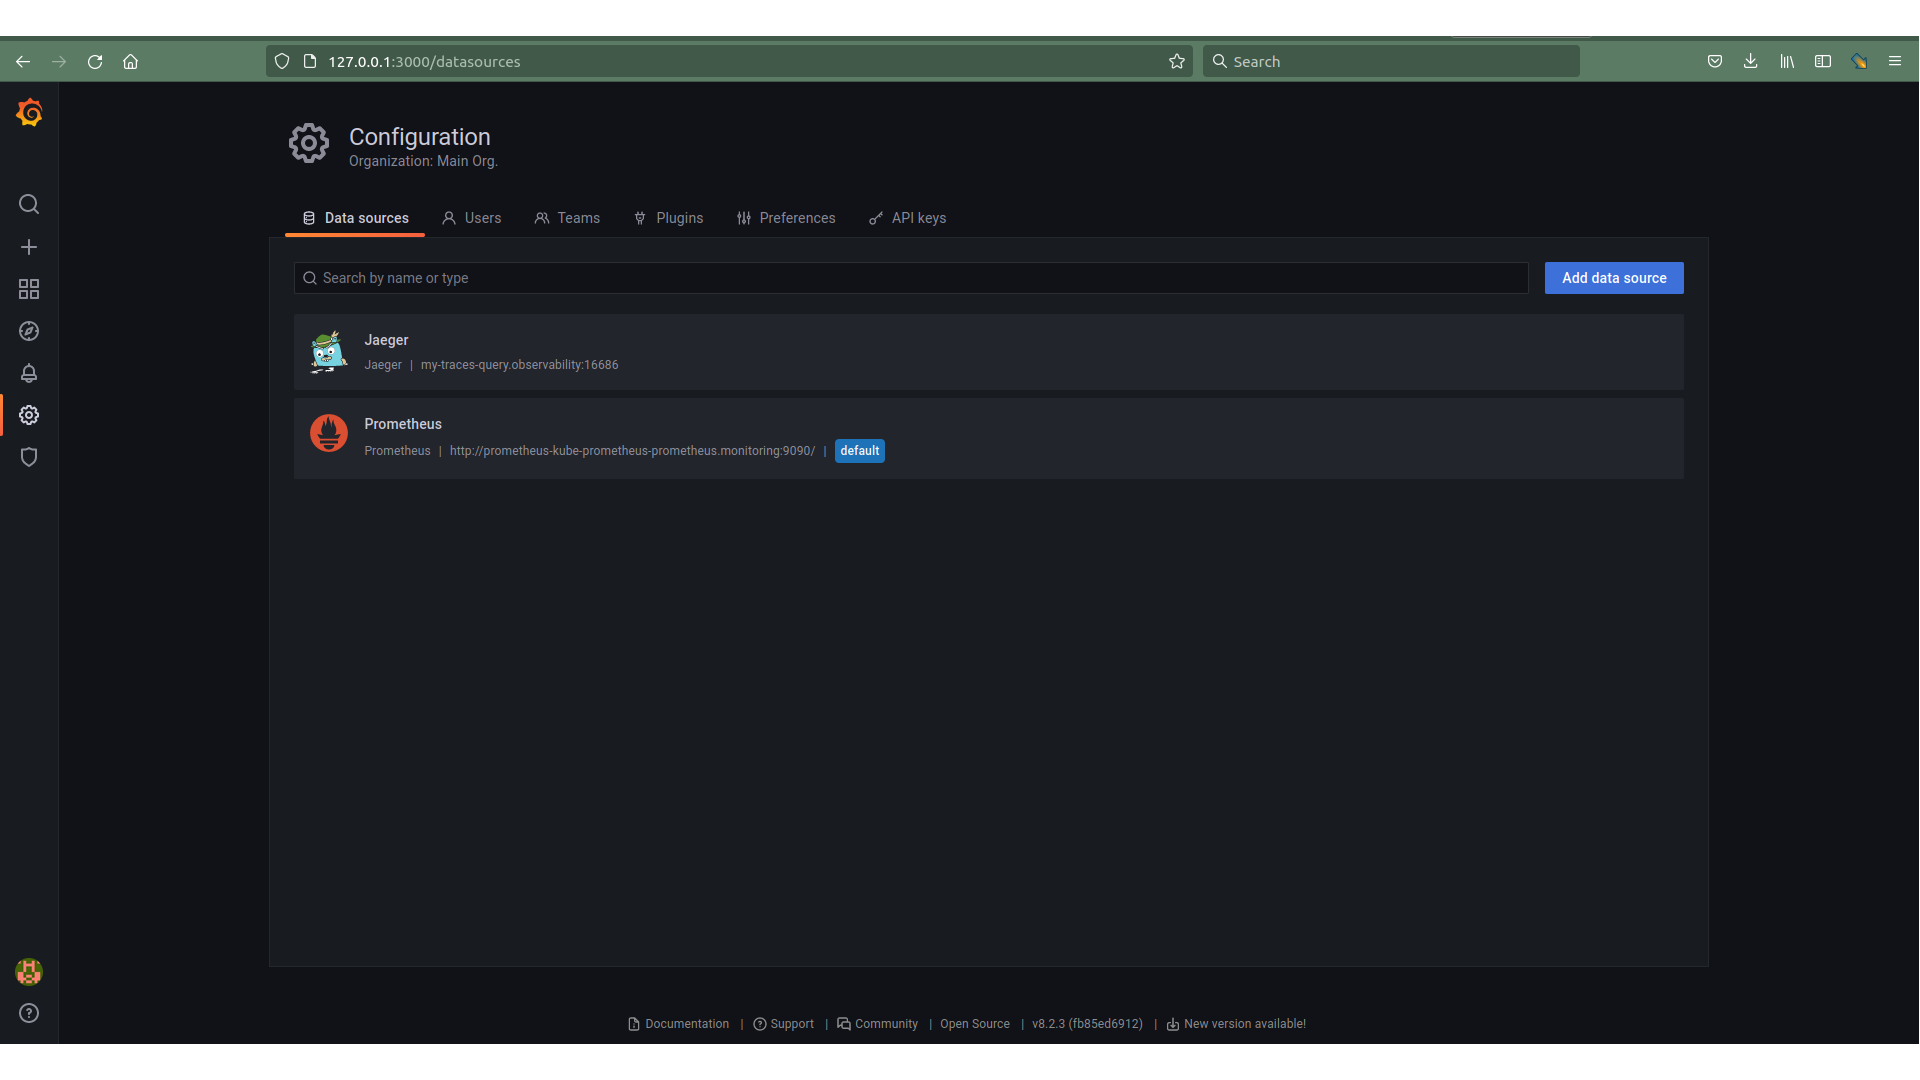 127.0.0.1:3000/datasources
Search
Configuration
Organization: Main Org.
Data sources
Users
Teams
Plugins
Preferences
API keys
Search by name or type
Add data source
Jaeger
Jaeger | my-traces-query.observability:16686
Prometheus
Prometheus | http://prometheus-kube-prometheus-prometheus.monitoring:9090/ | default
Documentation | Support | Community | Open Source | v8.2.3 (fb85ed6912) | New version available!